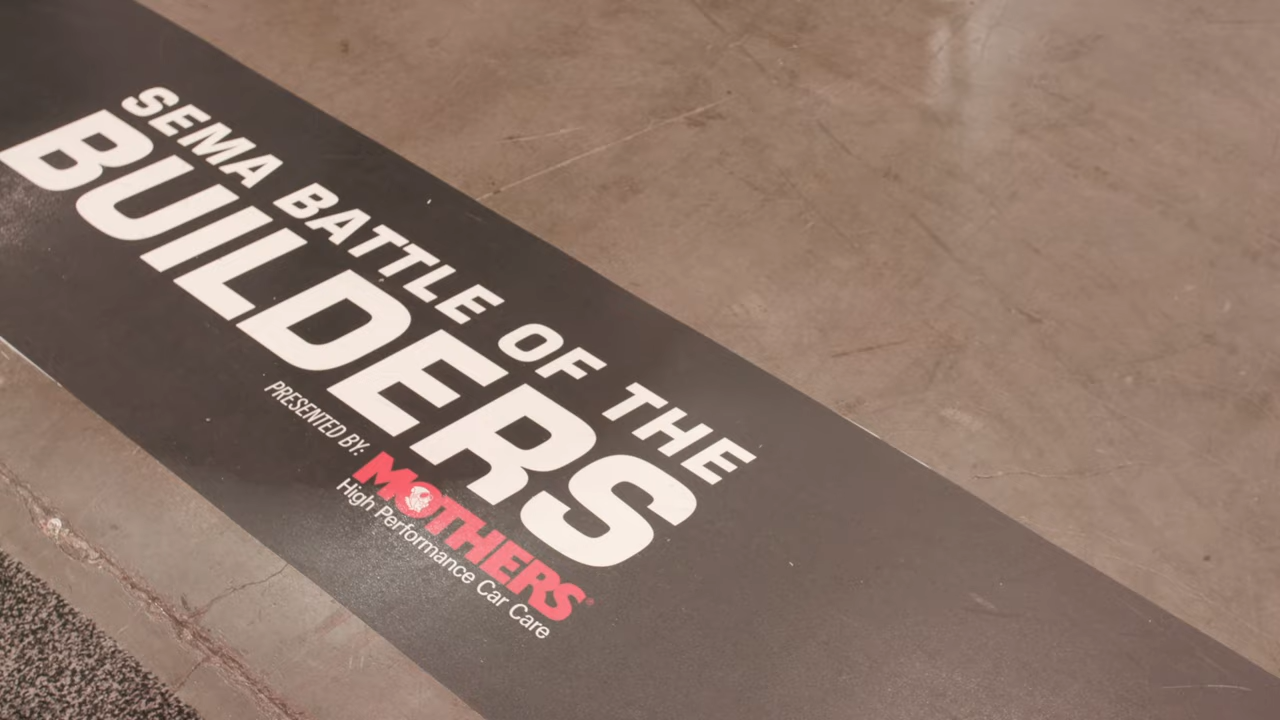 SEMA BATTLE OF THE
BUILDERS
PRESENTED BY:
MOTHERS®
High Performance Car Care